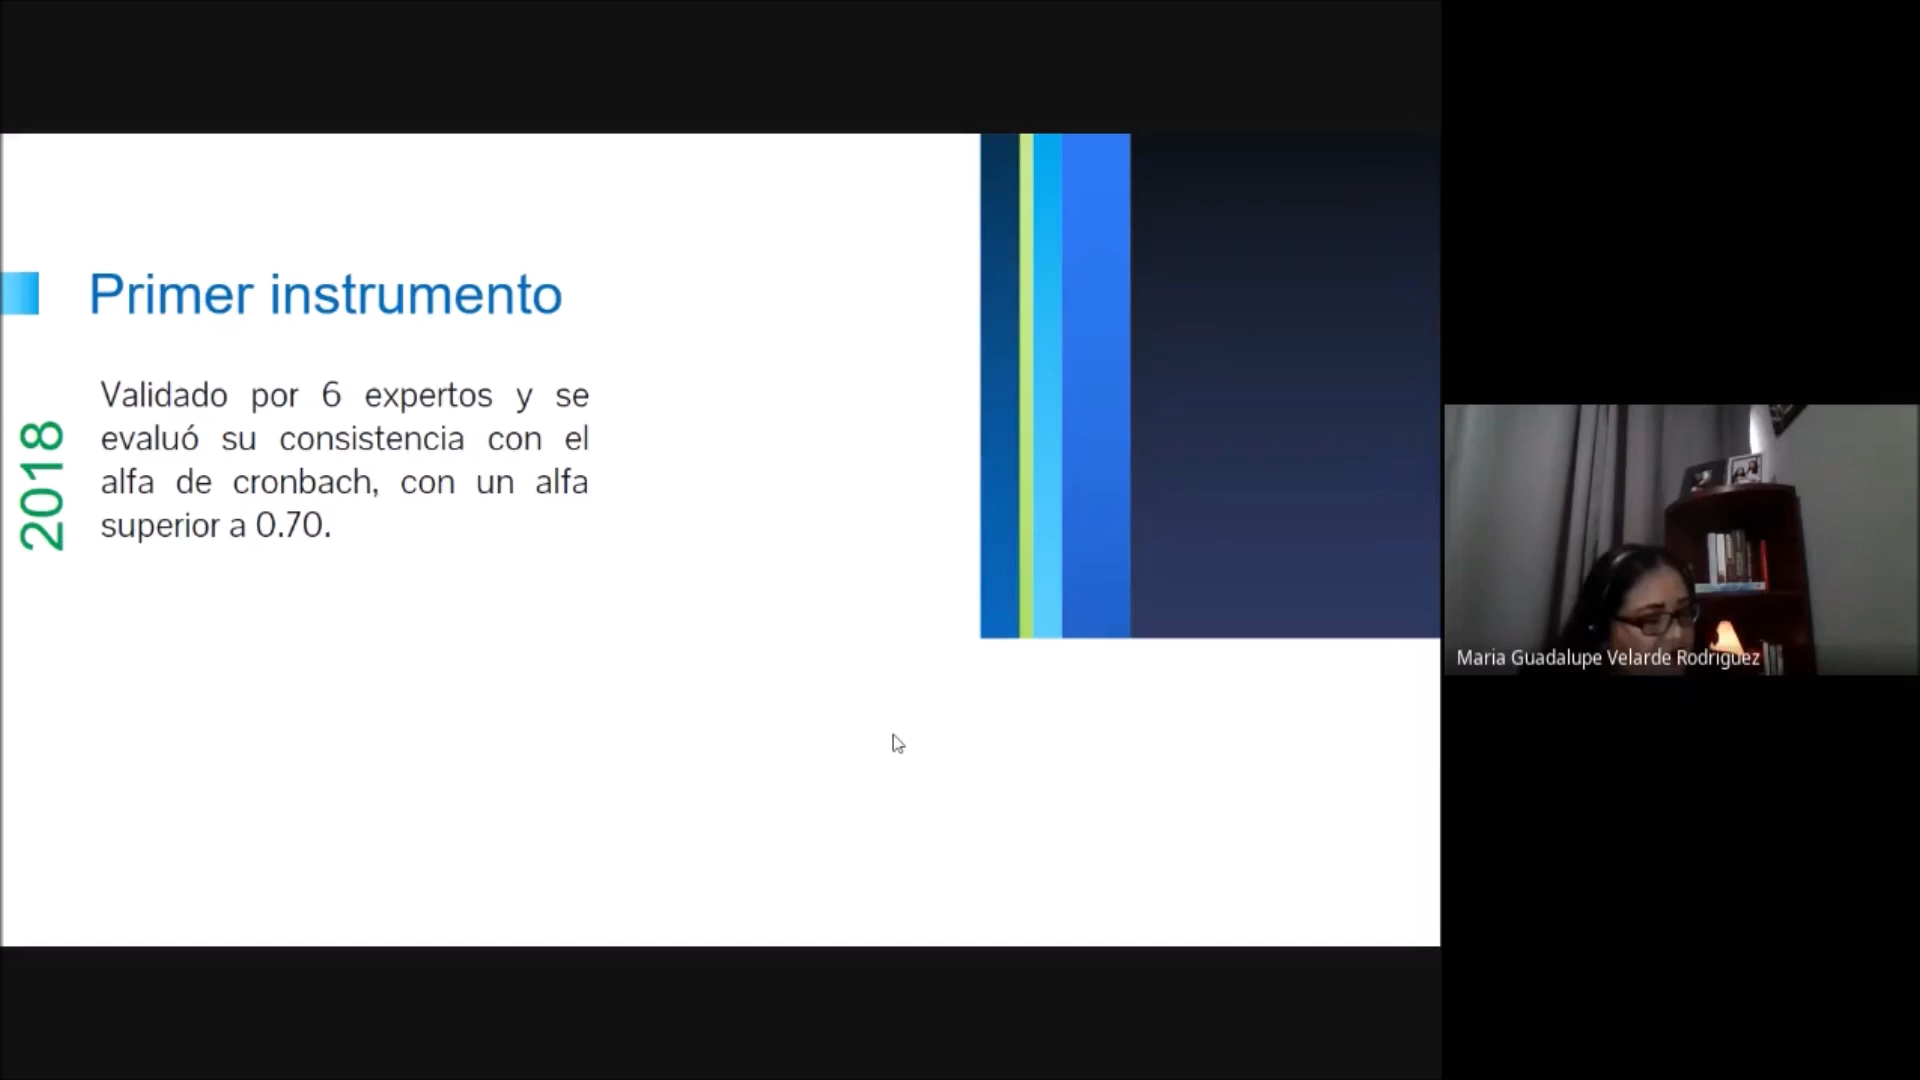 Primer instrumento
2018
Validado por 6 expertos y se
evaluó su consistencia con el
alfa de cronbach, con un alfa
superior a 0.70.
Maria Guadalupe Velarde Rodriguez